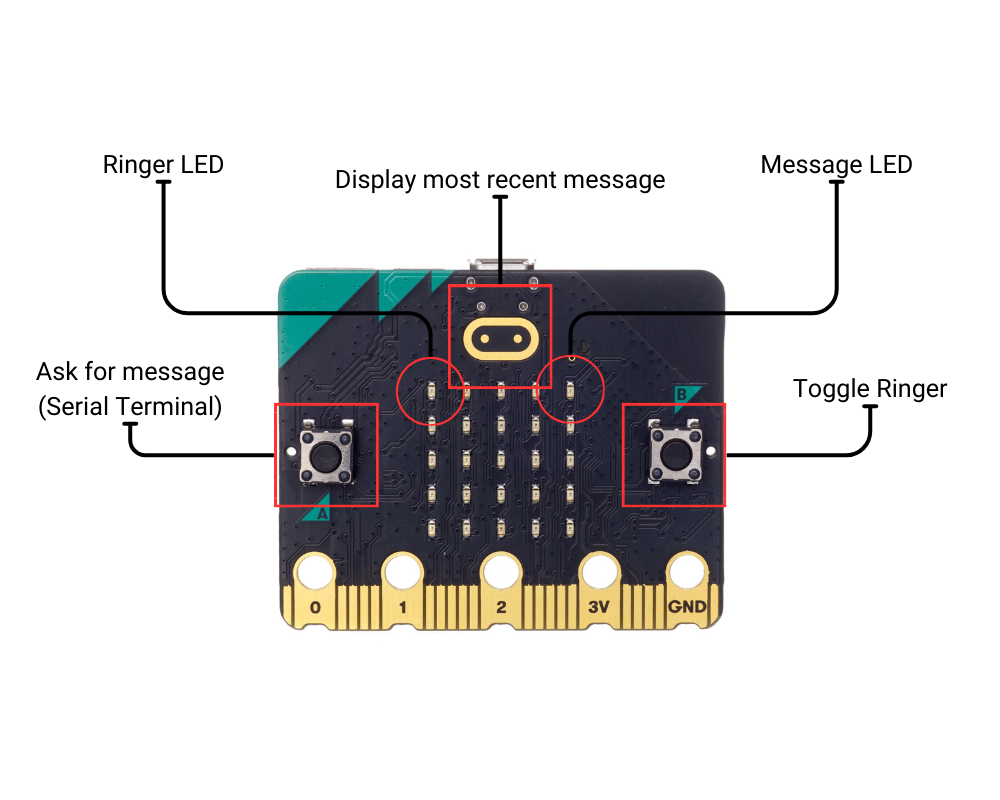 Ringer LED
Display most recent message
Message LED
Ask for message
(Serial Terminal)
Toggle Ringer
B
A
0
1
2
3V
GND